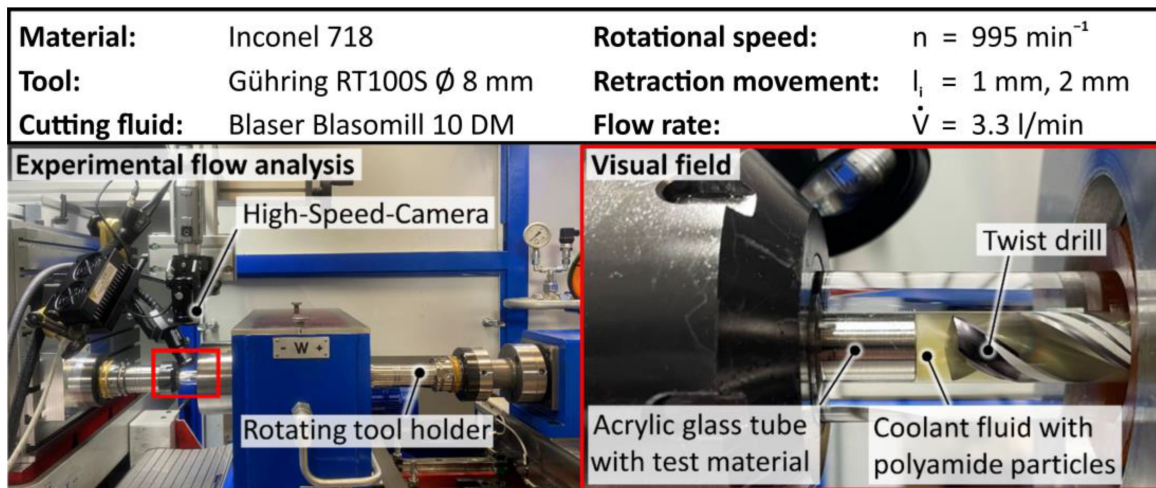 Material: Inconel 718 Rotational speed: n = 995 min⁻¹
Tool: Gühring RT100S Ø 8 mm Retraction movement: lᵢ = 1 mm, 2 mm
Cutting fluid: Blaser Blasomill 10 DM Flow rate: V̇ = 3.3 l/min
Experimental flow analysis
High-Speed-Camera
- W +
Rotating tool holder
Visual field
Twist drill
Acrylic glass tube
with test material
Coolant fluid with
polyamide particles